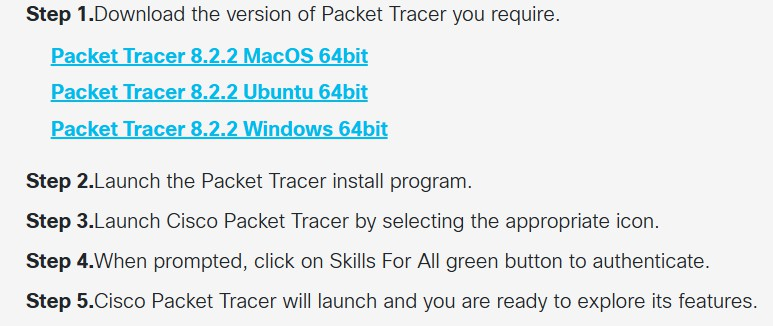 Step 1.Download the version of Packet Tracer you require.
Packet Tracer 8.2.2 MacOS 64bit
Packet Tracer 8.2.2 Ubuntu 64bit
Packet Tracer 8.2.2 Windows 64bit
Step 2.Launch the Packet Tracer install program.
Step 3.Launch Cisco Packet Tracer by selecting the appropriate icon.
Step 4.When prompted, click on Skills For All green button to authenticate.
Step 5.Cisco Packet Tracer will launch and you are ready to explore its features.